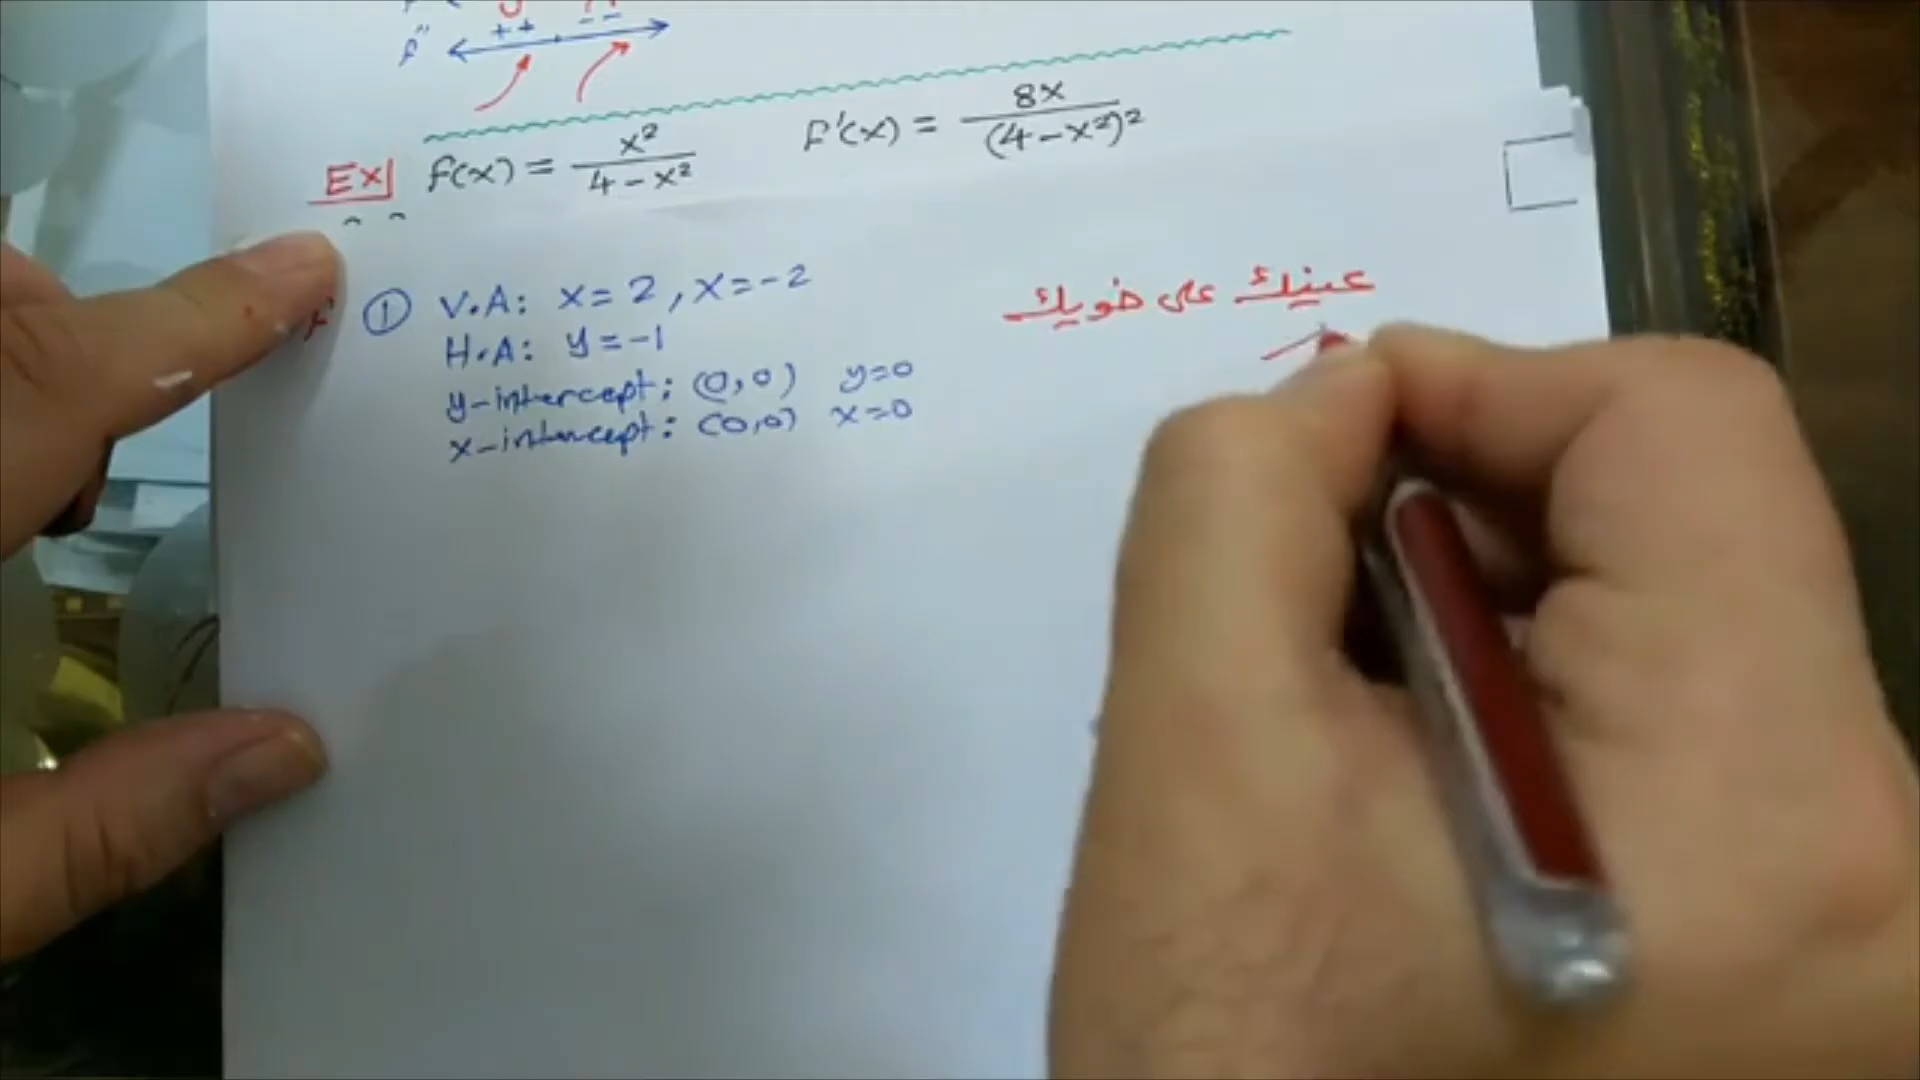 f'' ++ --
Ex f(x) = x²/(4-x²) f'(x) = 8x/(4-x²)²
① V.A: x=2, x=-2
H.A: y=-1
y-intercept: (0,0) y=0
x-intercept: (0,0) x=0
عينك على ضويك